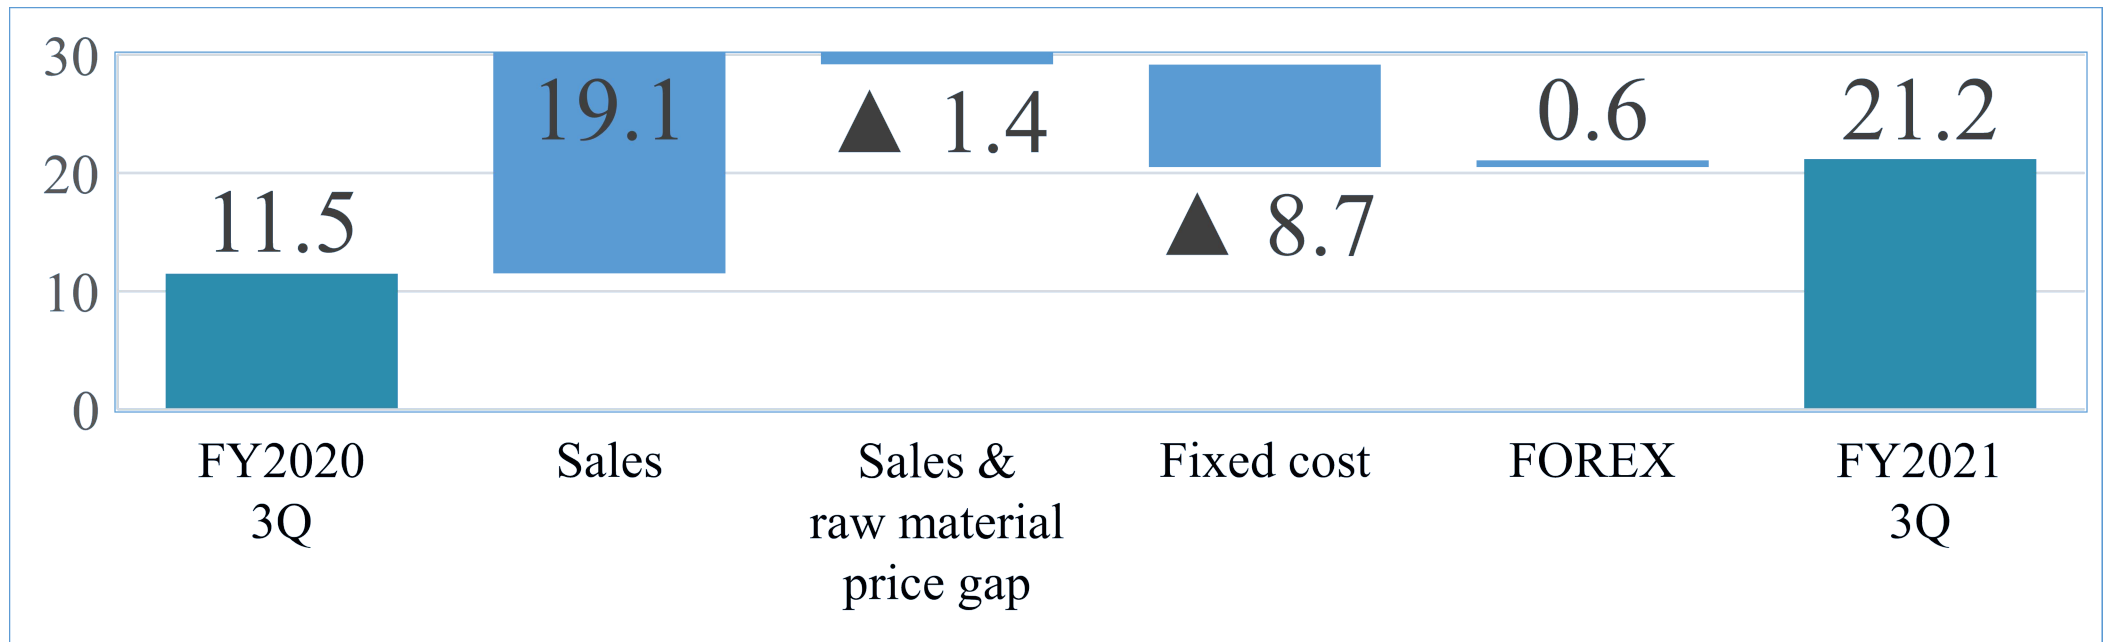 30
20
10
0
11.5
19.1
▲ 1.4
▲ 8.7
0.6
21.2
FY2020
3Q
Sales
Sales &
raw material
price gap
Fixed cost
FOREX
FY2021
3Q